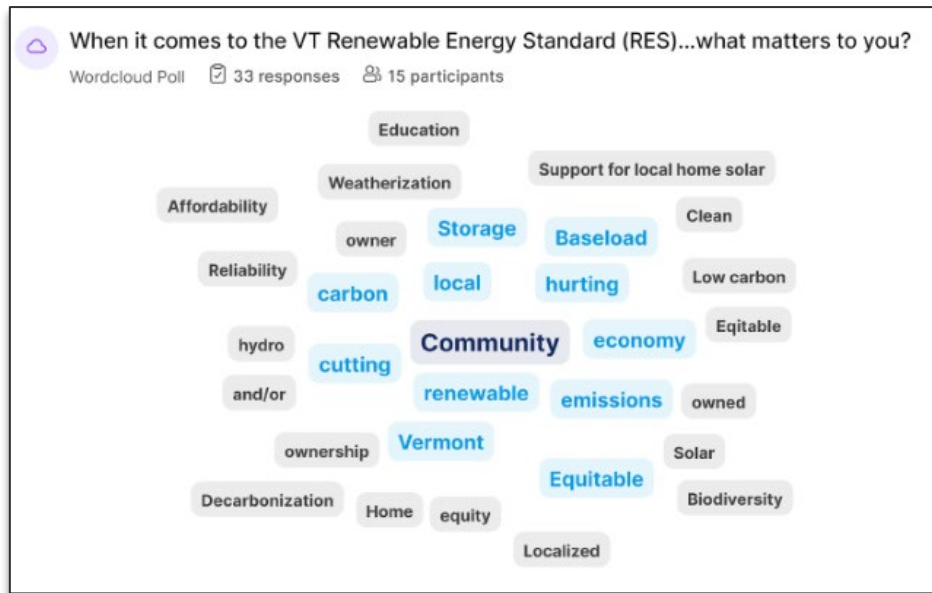 When it comes to the VT Renewable Energy Standard (RES)...what matters to you?
Wordcloud Poll 33 responses 15 participants
Education
Support for local home solar
Weatherization
Affordability
Clean
Storage
Baseload
owner
Reliability
Low carbon
local
hurting
carbon
Eqitable
Community
economy
hydro
cutting
and/or
renewable
emissions
owned
Vermont
ownership
Solar
Equitable
Decarbonization
Biodiversity
Home
equity
Localized